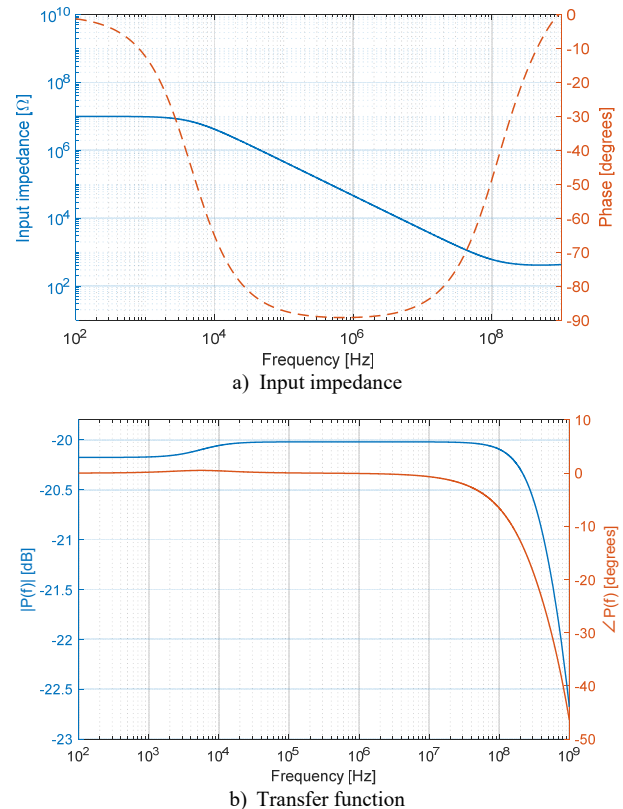 10^10
10^8
10^6
10^4
10^2
Input impedance [Ω]
0
-10
-20
-30
-40
-50
-60
-70
-80
-90
Phase [degrees]
10^2 10^4 10^6 10^8
Frequency [Hz]
a) Input impedance
-20
-20.5
-21
-21.5
-22
-22.5
-23
|P(f)| [dB]
10
0
-10
-20
-30
-40
-50
∠P(f) [degrees]
10^2 10^3 10^4 10^5 10^6 10^7 10^8 10^9
Frequency [Hz]
b) Transfer function